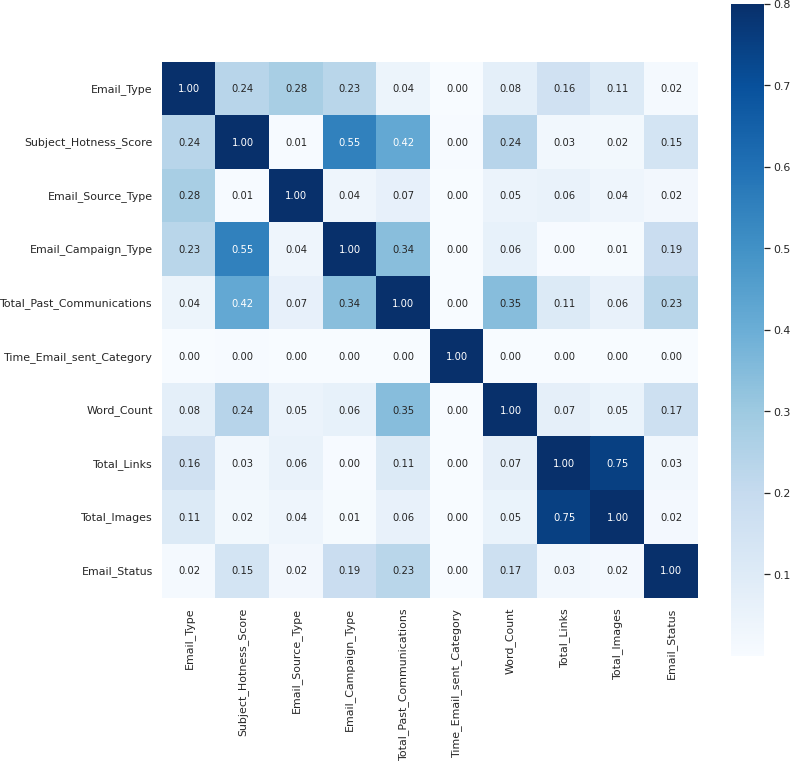 0.8
0.7
0.6
0.5
0.4
0.3
0.2
0.1
Email_Type 1.00 0.24 0.28 0.23 0.04 0.00 0.08 0.16 0.11 0.02
Subject_Hotness_Score 0.24 1.00 0.01 0.55 0.42 0.00 0.24 0.03 0.02 0.15
Email_Source_Type 0.28 0.01 1.00 0.04 0.07 0.00 0.05 0.06 0.04 0.02
Email_Campaign_Type 0.23 0.55 0.04 1.00 0.34 0.00 0.06 0.00 0.01 0.19
Total_Past_Communications 0.04 0.42 0.07 0.34 1.00 0.00 0.35 0.11 0.06 0.23
Time_Email_sent_Category 0.00 0.00 0.00 0.00 0.00 1.00 0.00 0.00 0.00 0.00
Word_Count 0.08 0.24 0.05 0.06 0.35 0.00 1.00 0.07 0.05 0.17
Total_Links 0.16 0.03 0.06 0.00 0.11 0.00 0.07 1.00 0.75 0.03
Total_Images 0.11 0.02 0.04 0.01 0.06 0.00 0.05 0.75 1.00 0.02
Email_Status 0.02 0.15 0.02 0.19 0.23 0.00 0.17 0.03 0.02 1.00
Email_Type
Subject_Hotness_Score
Email_Source_Type
Email_Campaign_Type
Total_Past_Communications
Time_Email_sent_Category
Word_Count
Total_Links
Total_Images
Email_Status